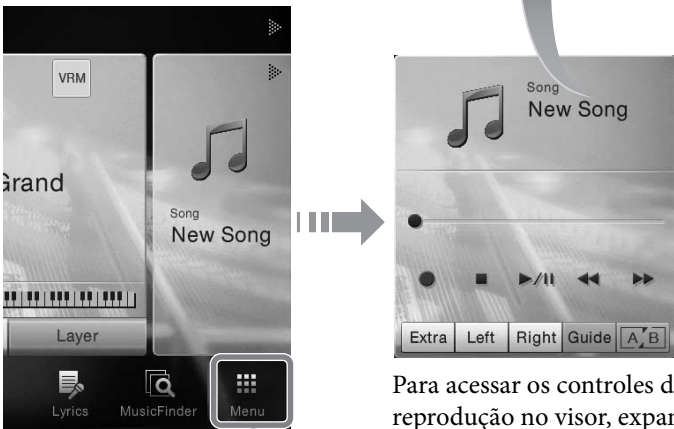 VRM
Grand
Song
New Song
Layer
Lyrics
MusicFinder
Menu
Song
New Song
Extra
Left
Right
Guide
A B
Para acessar os controles
reprodução no visor,